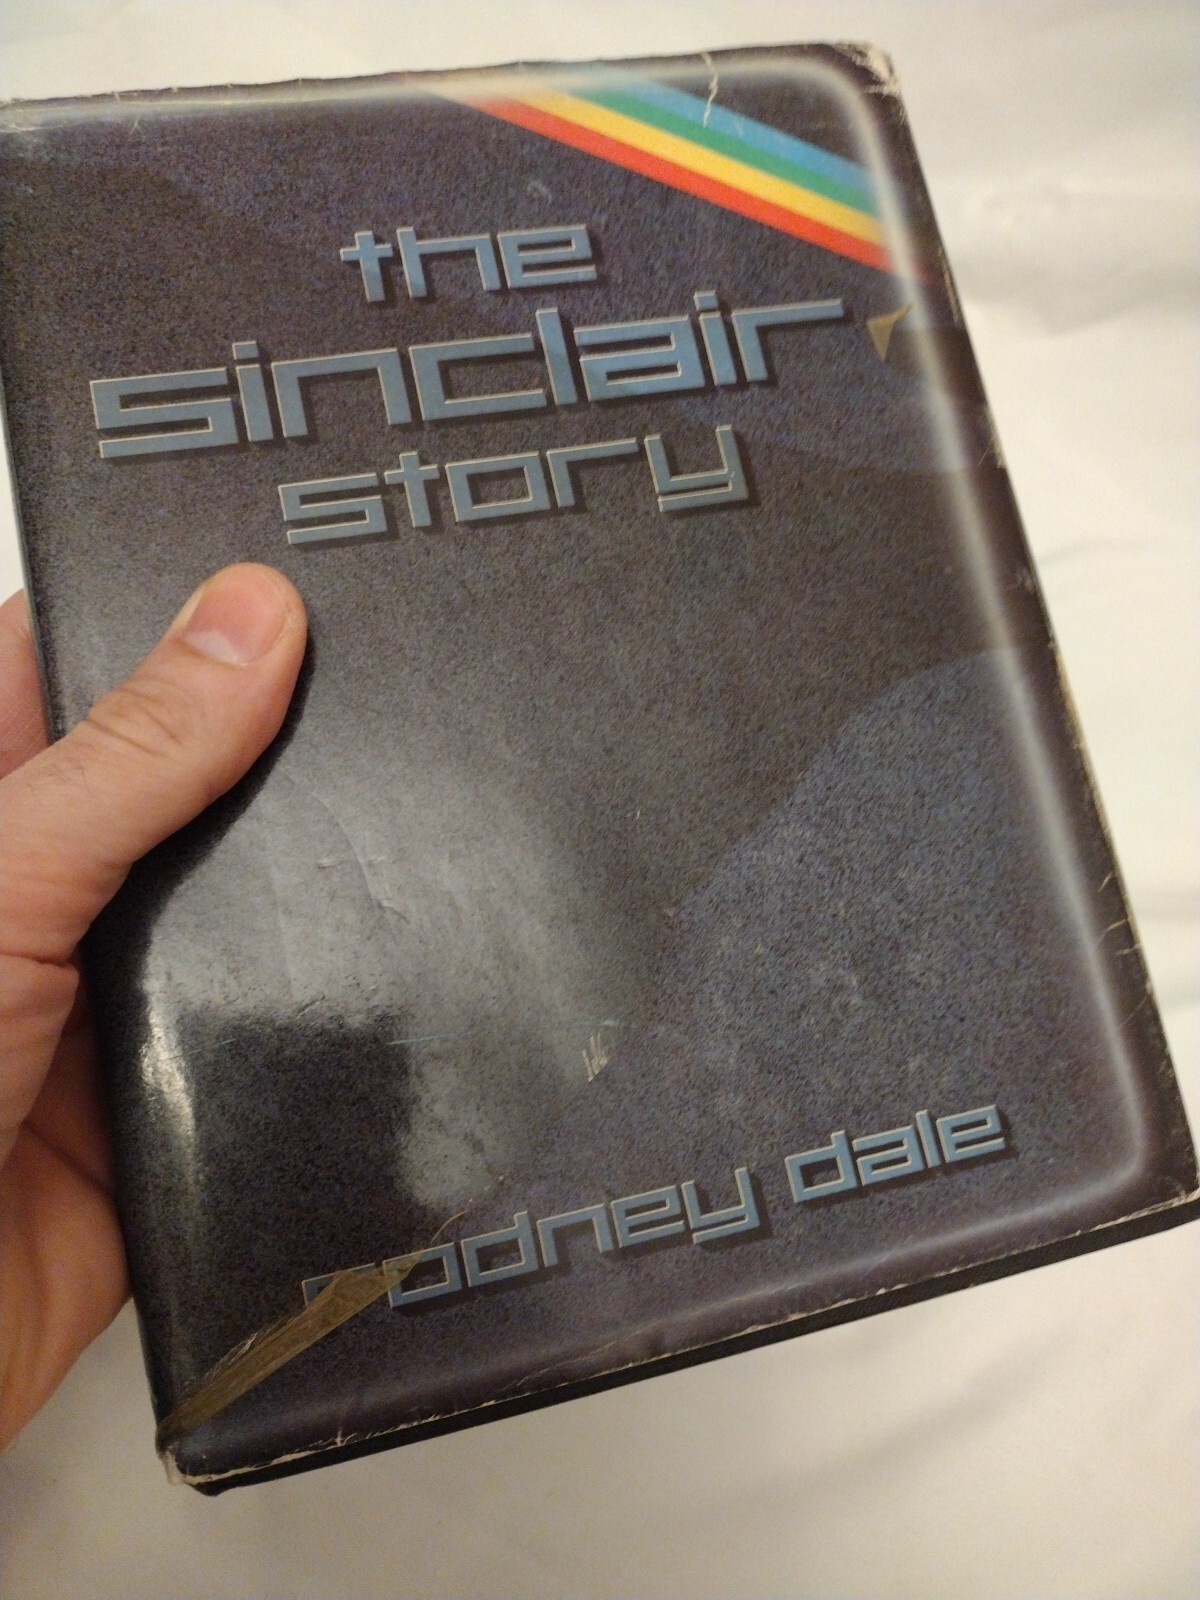 the
sinclair
story
rodney dale